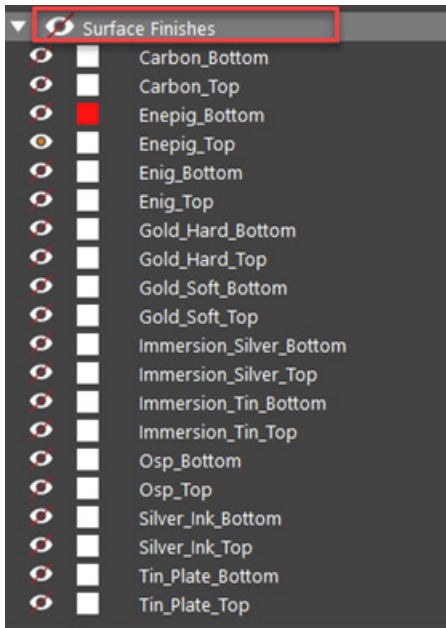 Surface Finishes
Carbon_Bottom
Carbon_Top
Enepig_Bottom
Enepig_Top
Enig_Bottom
Enig_Top
Gold_Hard_Bottom
Gold_Hard_Top
Gold_Soft_Bottom
Gold_Soft_Top
Immersion_Silver_Bottom
Immersion_Silver_Top
Immersion_Tin_Bottom
Immersion_Tin_Top
Osp_Bottom
Osp_Top
Silver_Ink_Bottom
Silver_Ink_Top
Tin_Plate_Bottom
Tin_Plate_Top